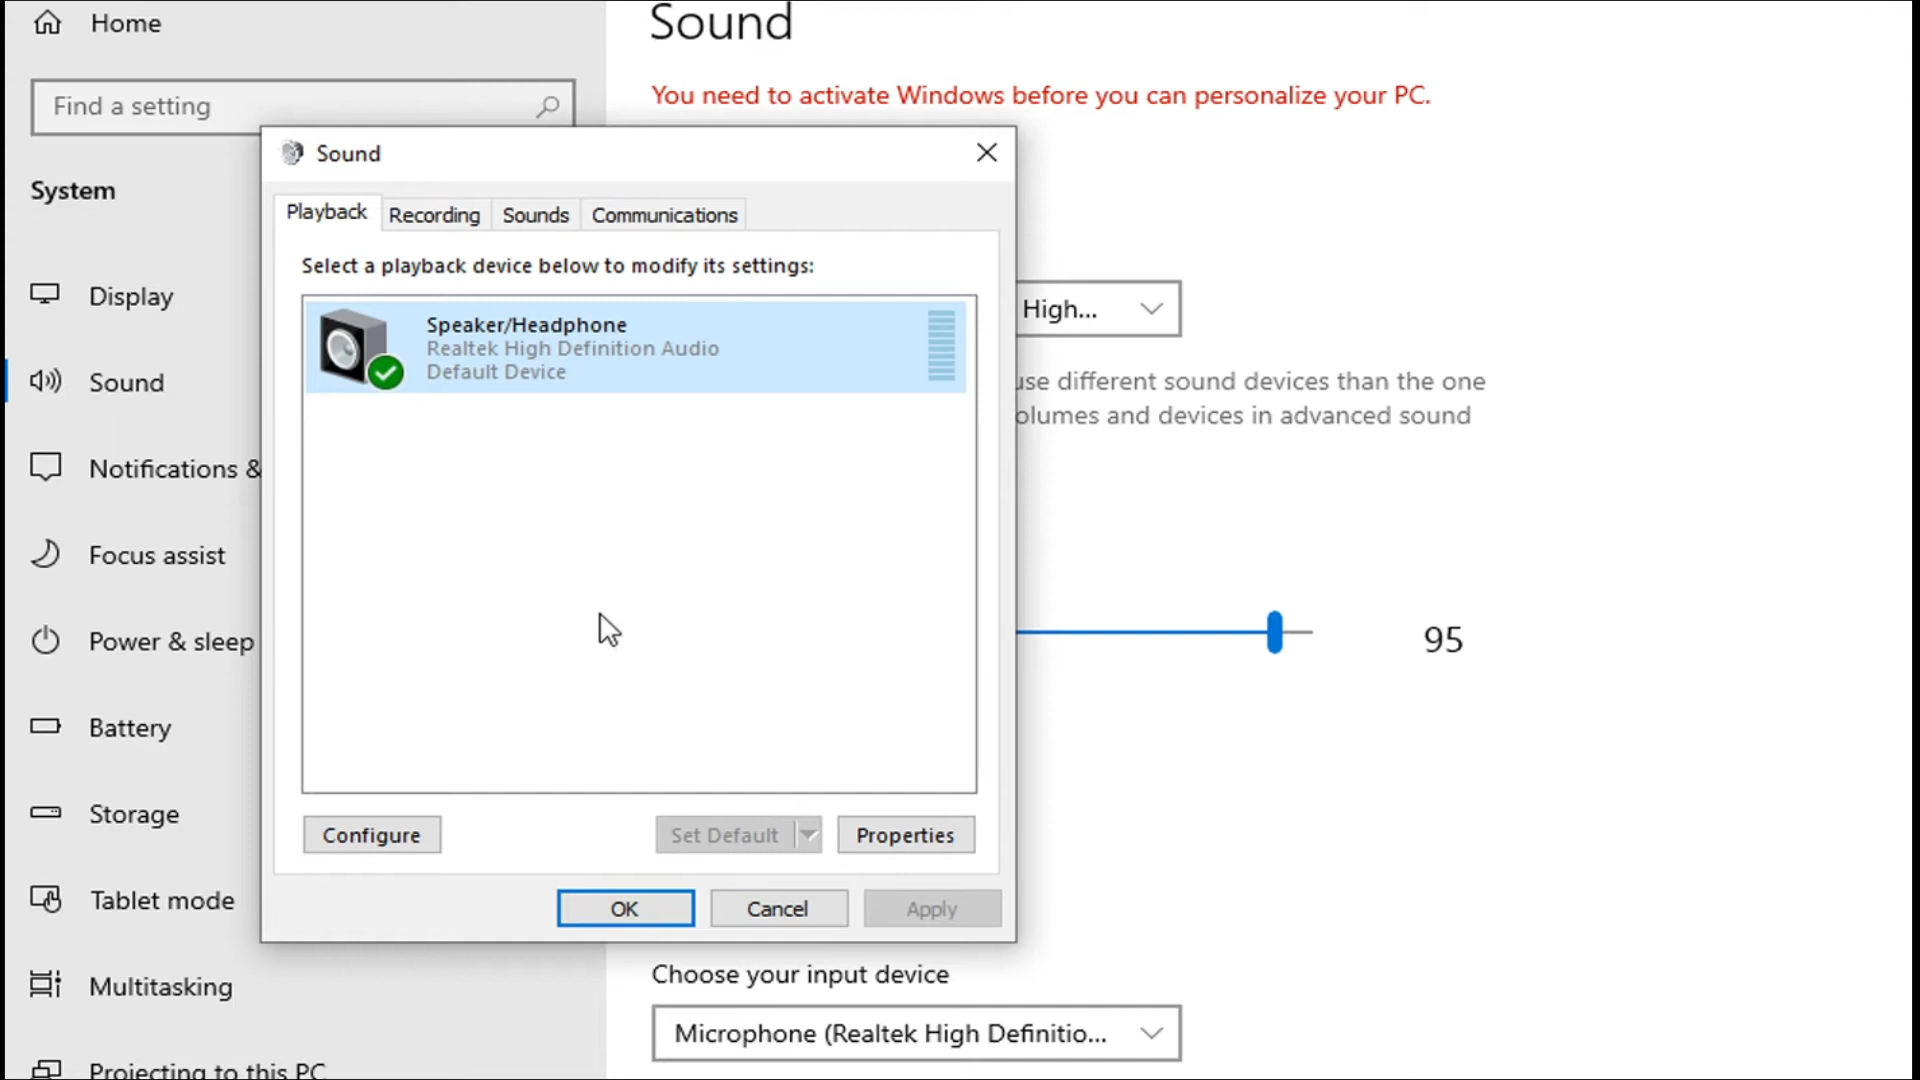 Home
Find a setting
System
Display
Sound
Notifications &
Focus assist
Power & sleep
Battery
Storage
Tablet mode
Multitasking
Projecting to this PC
Sound
You need to activate Windows before you can personalize your PC.
High...
use different sound devices than the one
olumes and devices in advanced sound
95
Choose your input device
Microphone (Realtek High Definitio...
Sound
Playback
Recording
Sounds
Communications
Select a playback device below to modify its settings:
Speaker/Headphone
Realtek High Definition Audio
Default Device
Configure
Set Default
Properties
OK
Cancel
Apply